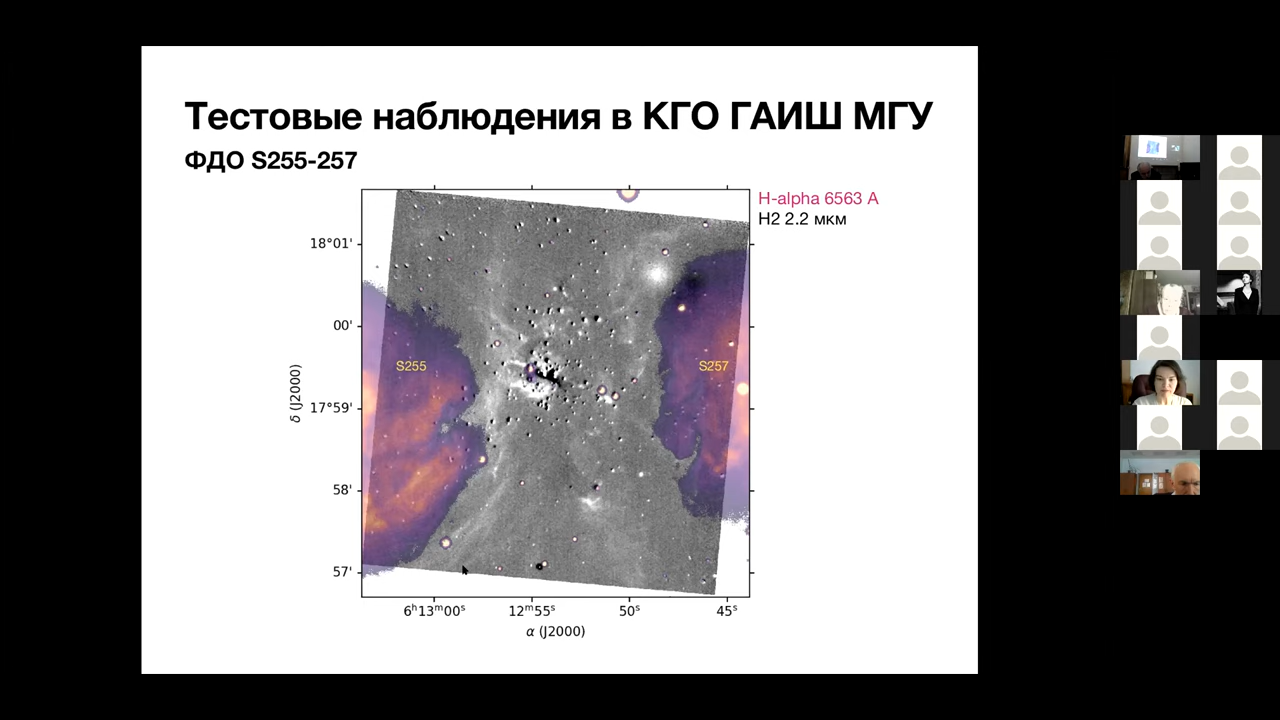 Тестовые наблюдения в КГО ГАИШ МГУ
ФДО S255-257
H-alpha 6563 A
H2 2.2 мкм
18°01'
00'
17°59'
58'
57'
δ (J2000)
S255
S257
6ʰ13ᵐ00ˢ
12ᵐ55ˢ
50ˢ
45ˢ
α (J2000)